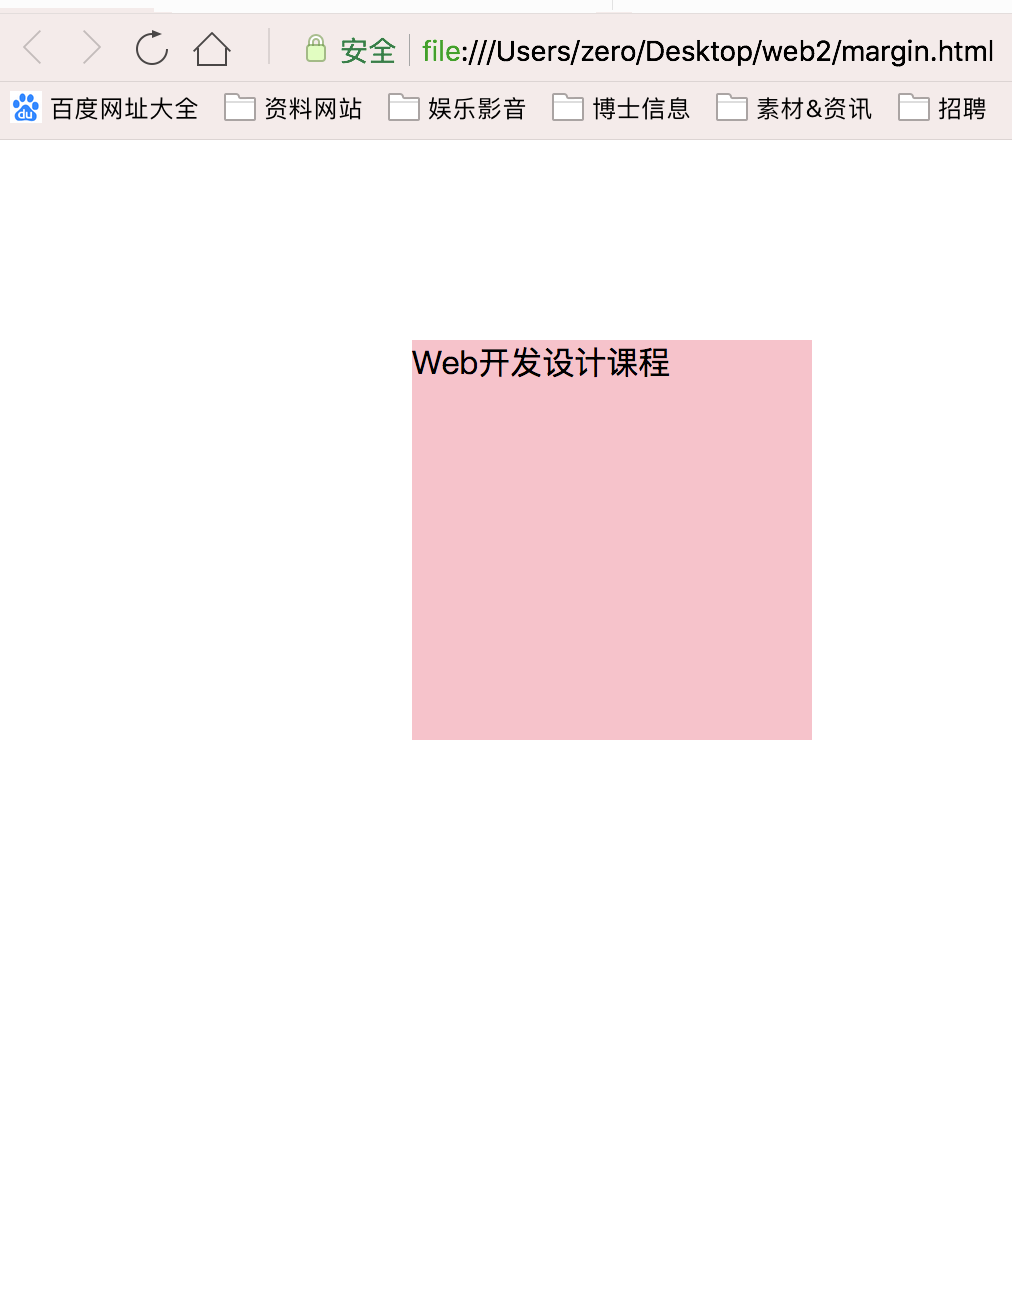 安全 file:///Users/zero/Desktop/web2/margin.html
du 百度网址大全 资料网站 娱乐影音 博士信息 素材&资讯 招聘
Web开发设计课程